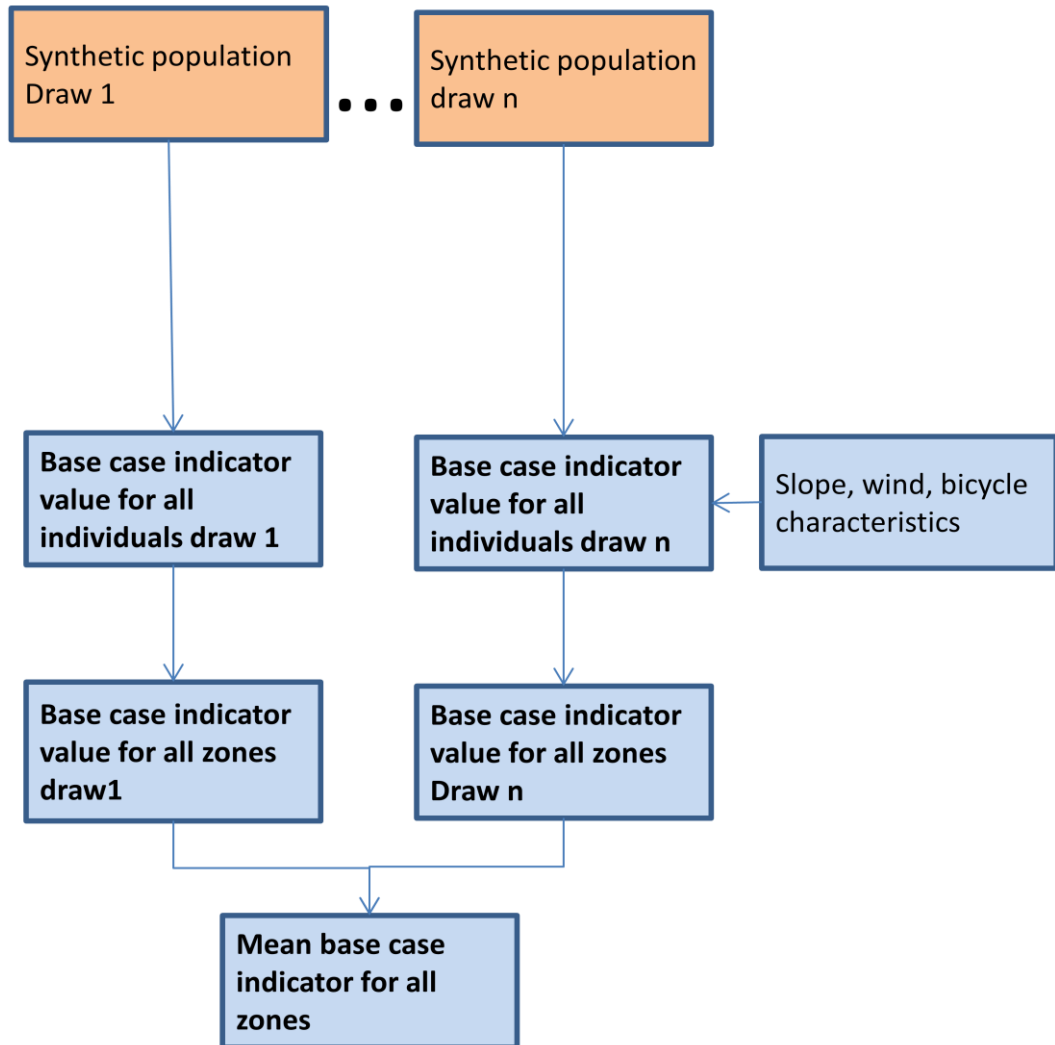 Synthetic population
Draw 1
...
Synthetic population
draw n
Base case indicator
value for all
individuals draw 1
Base case indicator
value for all
individuals draw n
Slope, wind, bicycle
characteristics
Base case indicator
value for all zones
draw1
Base case indicator
value for all zones
Draw n
Mean base case
indicator for all
zones